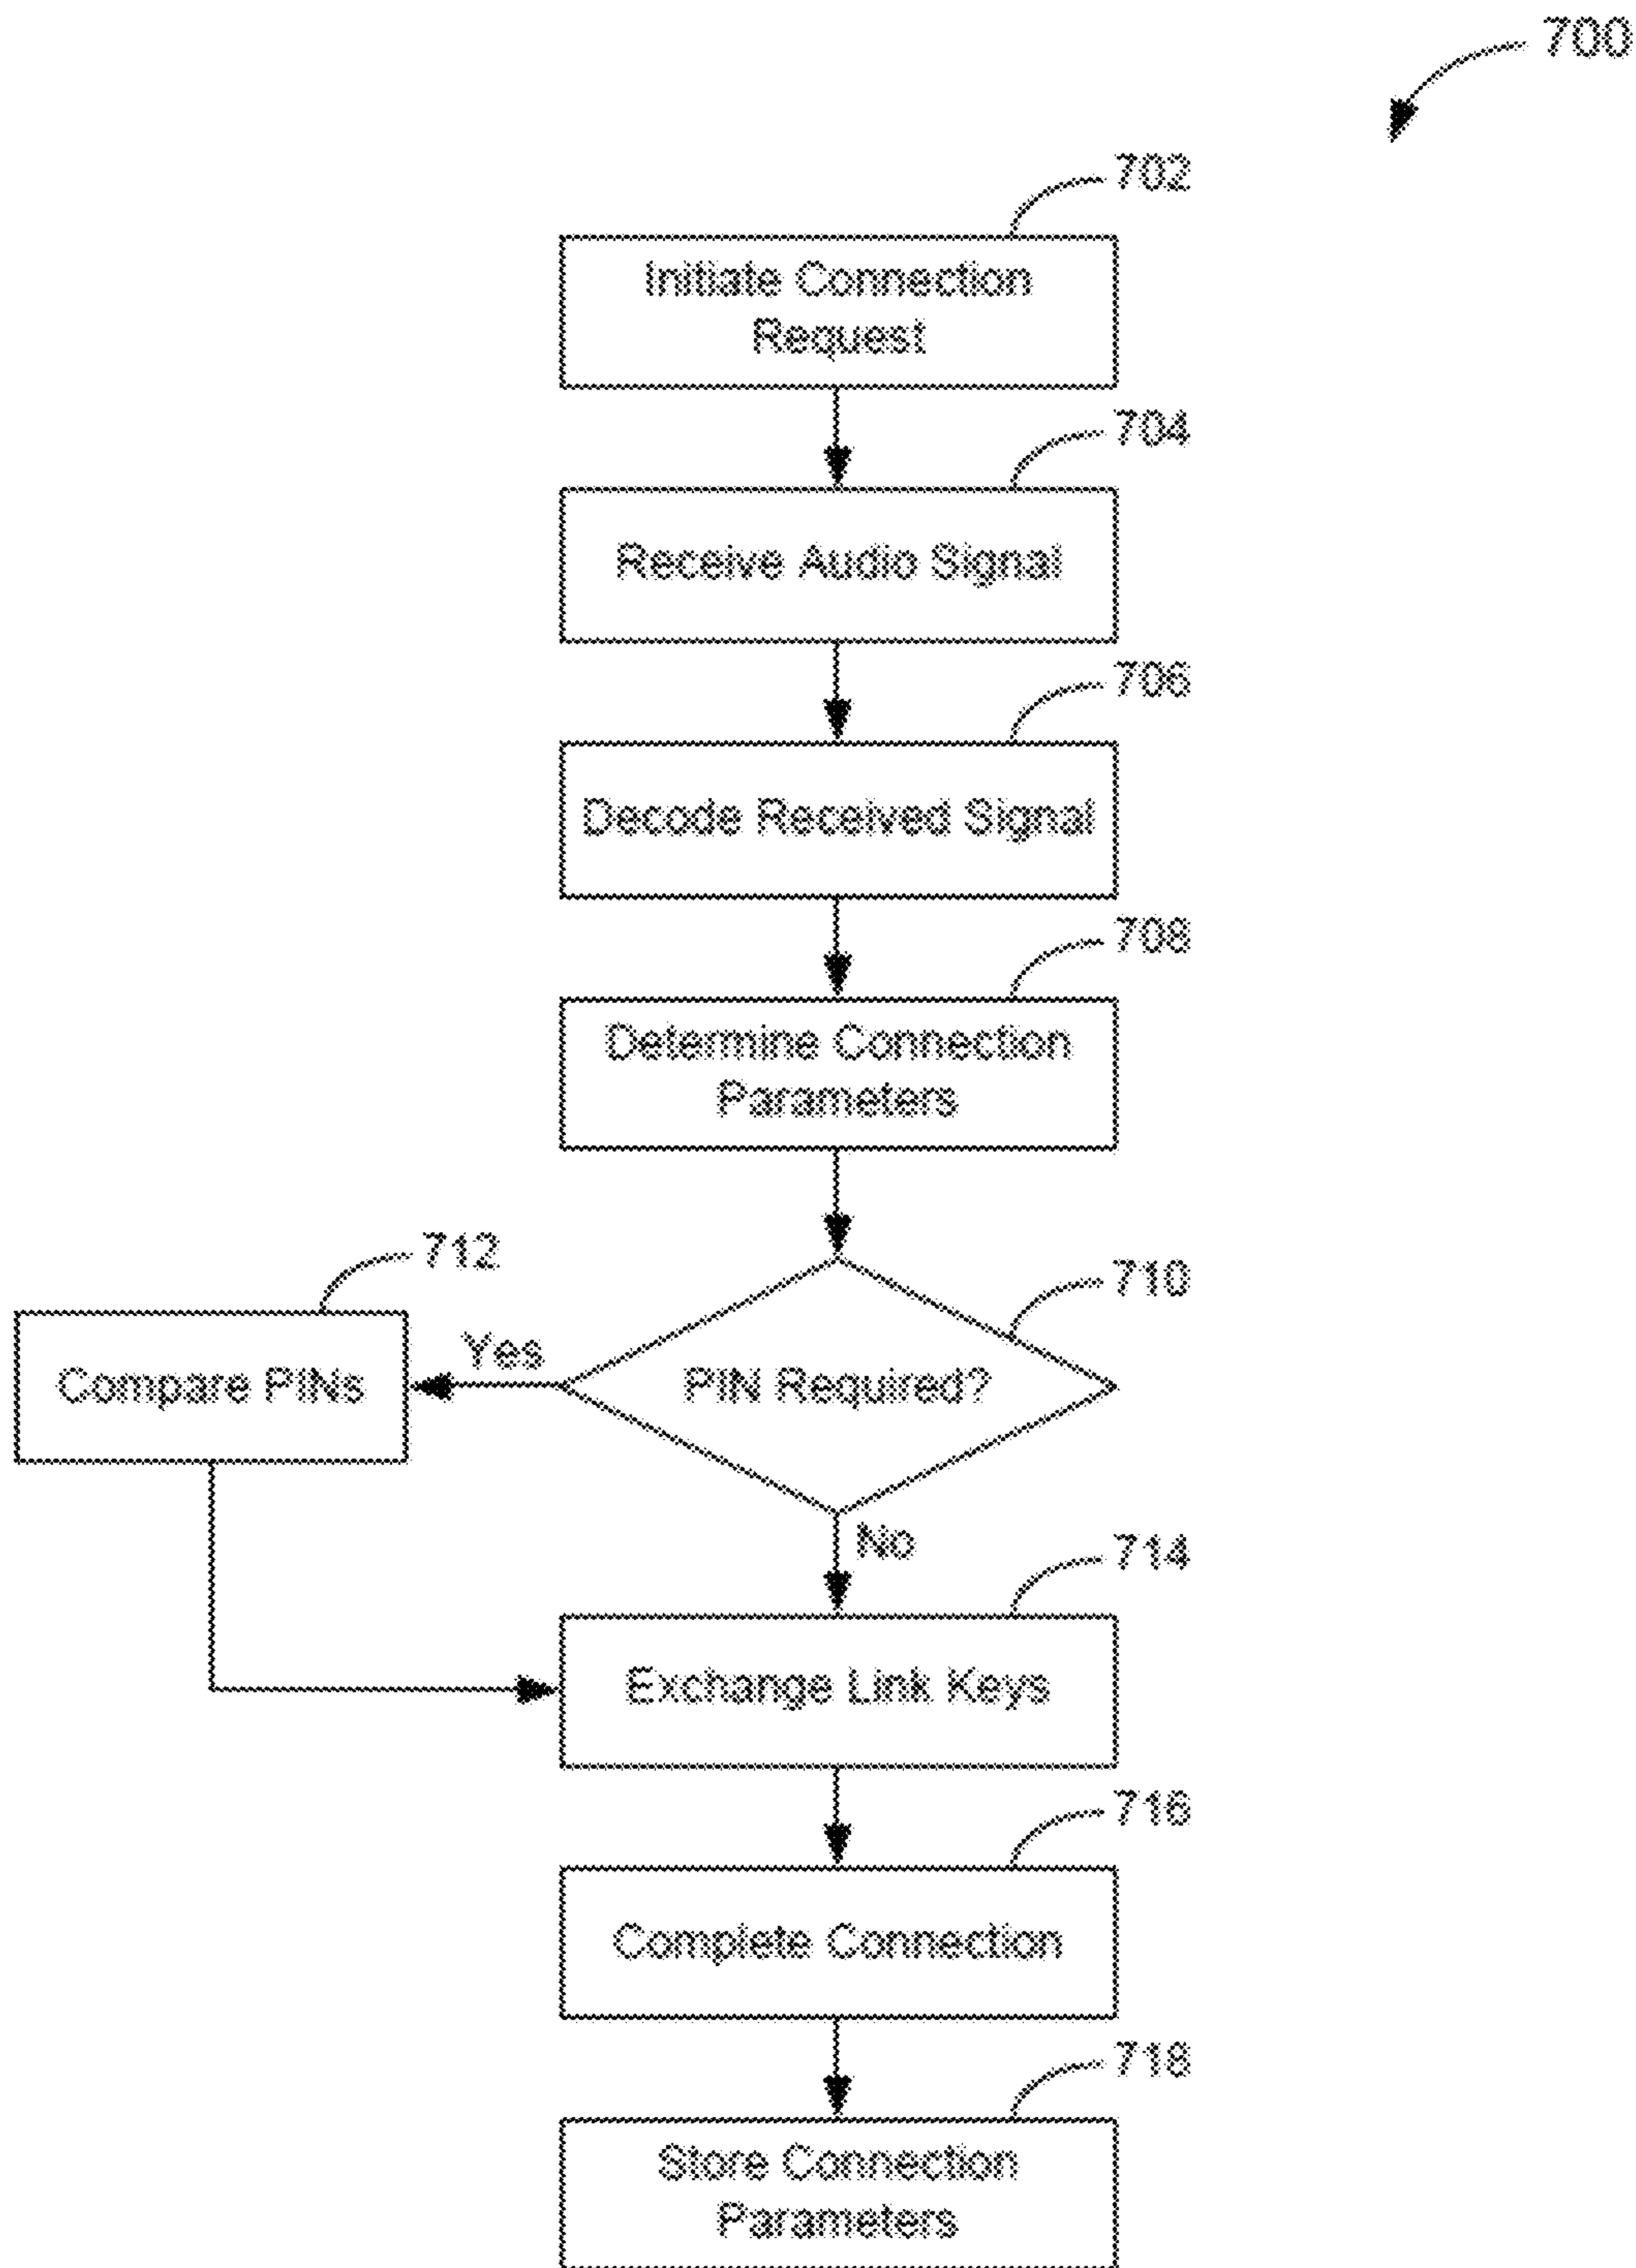 700
702
Initiate Connection
Request
704
Receive Audio Signal
706
Decode Received Signal
708
Determine Connection
Parameters
712
710
Compare PINs
Yes
PIN Required?
No
714
Exchange Link Keys
716
Complete Connection
718
Store Connection
Parameters